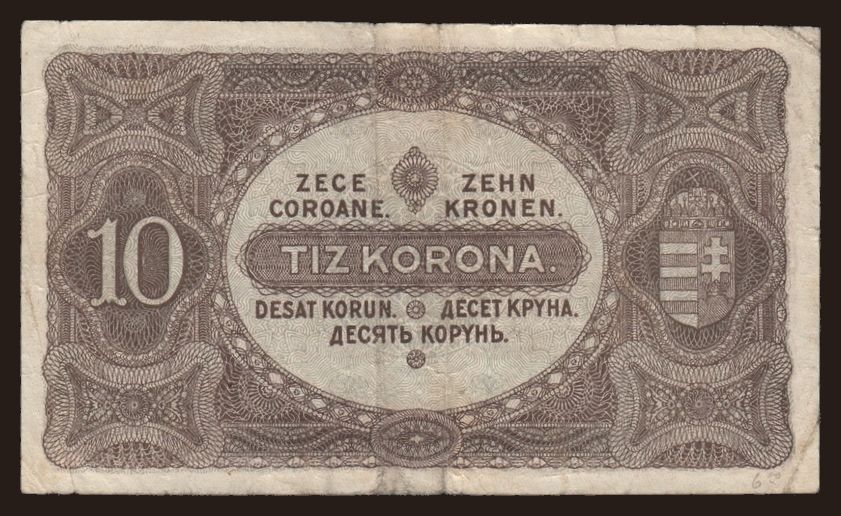 ZECE ZEHN
COROANE. KRONEN.
10
TIZ KORONA.
DESAT KORUN. ДЕСЕТ КРУНА.
ДЕСЯТЬ КОРУНЬ.